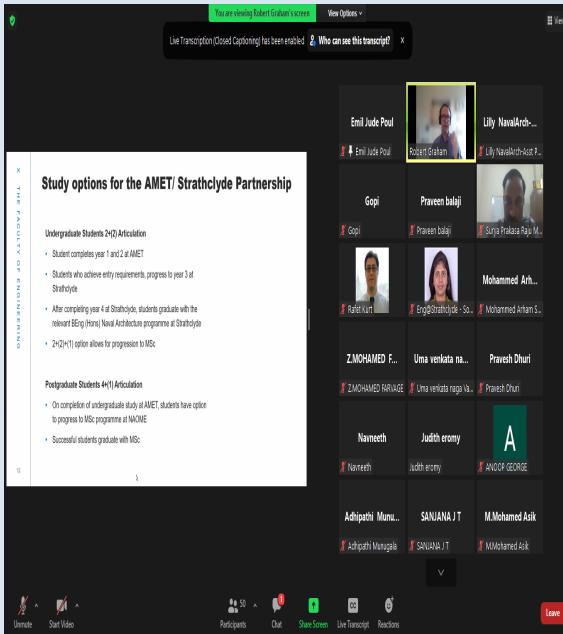 You are viewing Robert Graham's screen
View Options
View
Live Transcription (Closed Captioning) has been enabled
Who can see this transcript?
x
X THE FACULTY OF ENGINEERING
Study options for the AMET/ Strathclyde Partnership
Undergraduate Students 2+(2) Articulation
• Student completes year 1 and 2 at AMET
• Students who achieve entry requirements, progress to year 3 at
Strathclyde
• After completing year 4 at Strathclyde, students graduate with the
relevant BEng (Hons) Naval Architecture programme at Strathclyde
• 2+(2)+(1) option allows for progression to MSc
Postgraduate Students 4+(1) Articulation
• On completion of undergraduate study at AMET, students have option
to progress to MSc programme at NAOME
• Successful students graduate with MSc
Emil Jude Poul
Emil Jude Poul
Robert Graham
Lilly NavalArch-...
Lilly NavalArch-Asst P...
Gopi
Gopi
Praveen balaji
Praveen balaji
Surya Prakasa Raju M...
Rafet Kurt
Eng@Strathclyde - So...
Mohammed Arh...
Mohammed Arham S...
Z.MOHAMED F...
Z.MOHAMED FARVAGE
Uma venkata na...
Uma venkata naga Va...
Pravesh Dhuri
Pravesh Dhuri
Navneeth
Navneeth
Judith eromy
Judith eromy
A
ANOOP GEORGE
Adhipathi Munu...
Adhipathi Munugala
SANJANA J T
SANJANA J T
M.Mohamed Asik
M.Mohamed Asik
Unmute
Start Video
50
Participants
1
Chat
Share Screen
CC
Live Transcript
Reactions
Leave